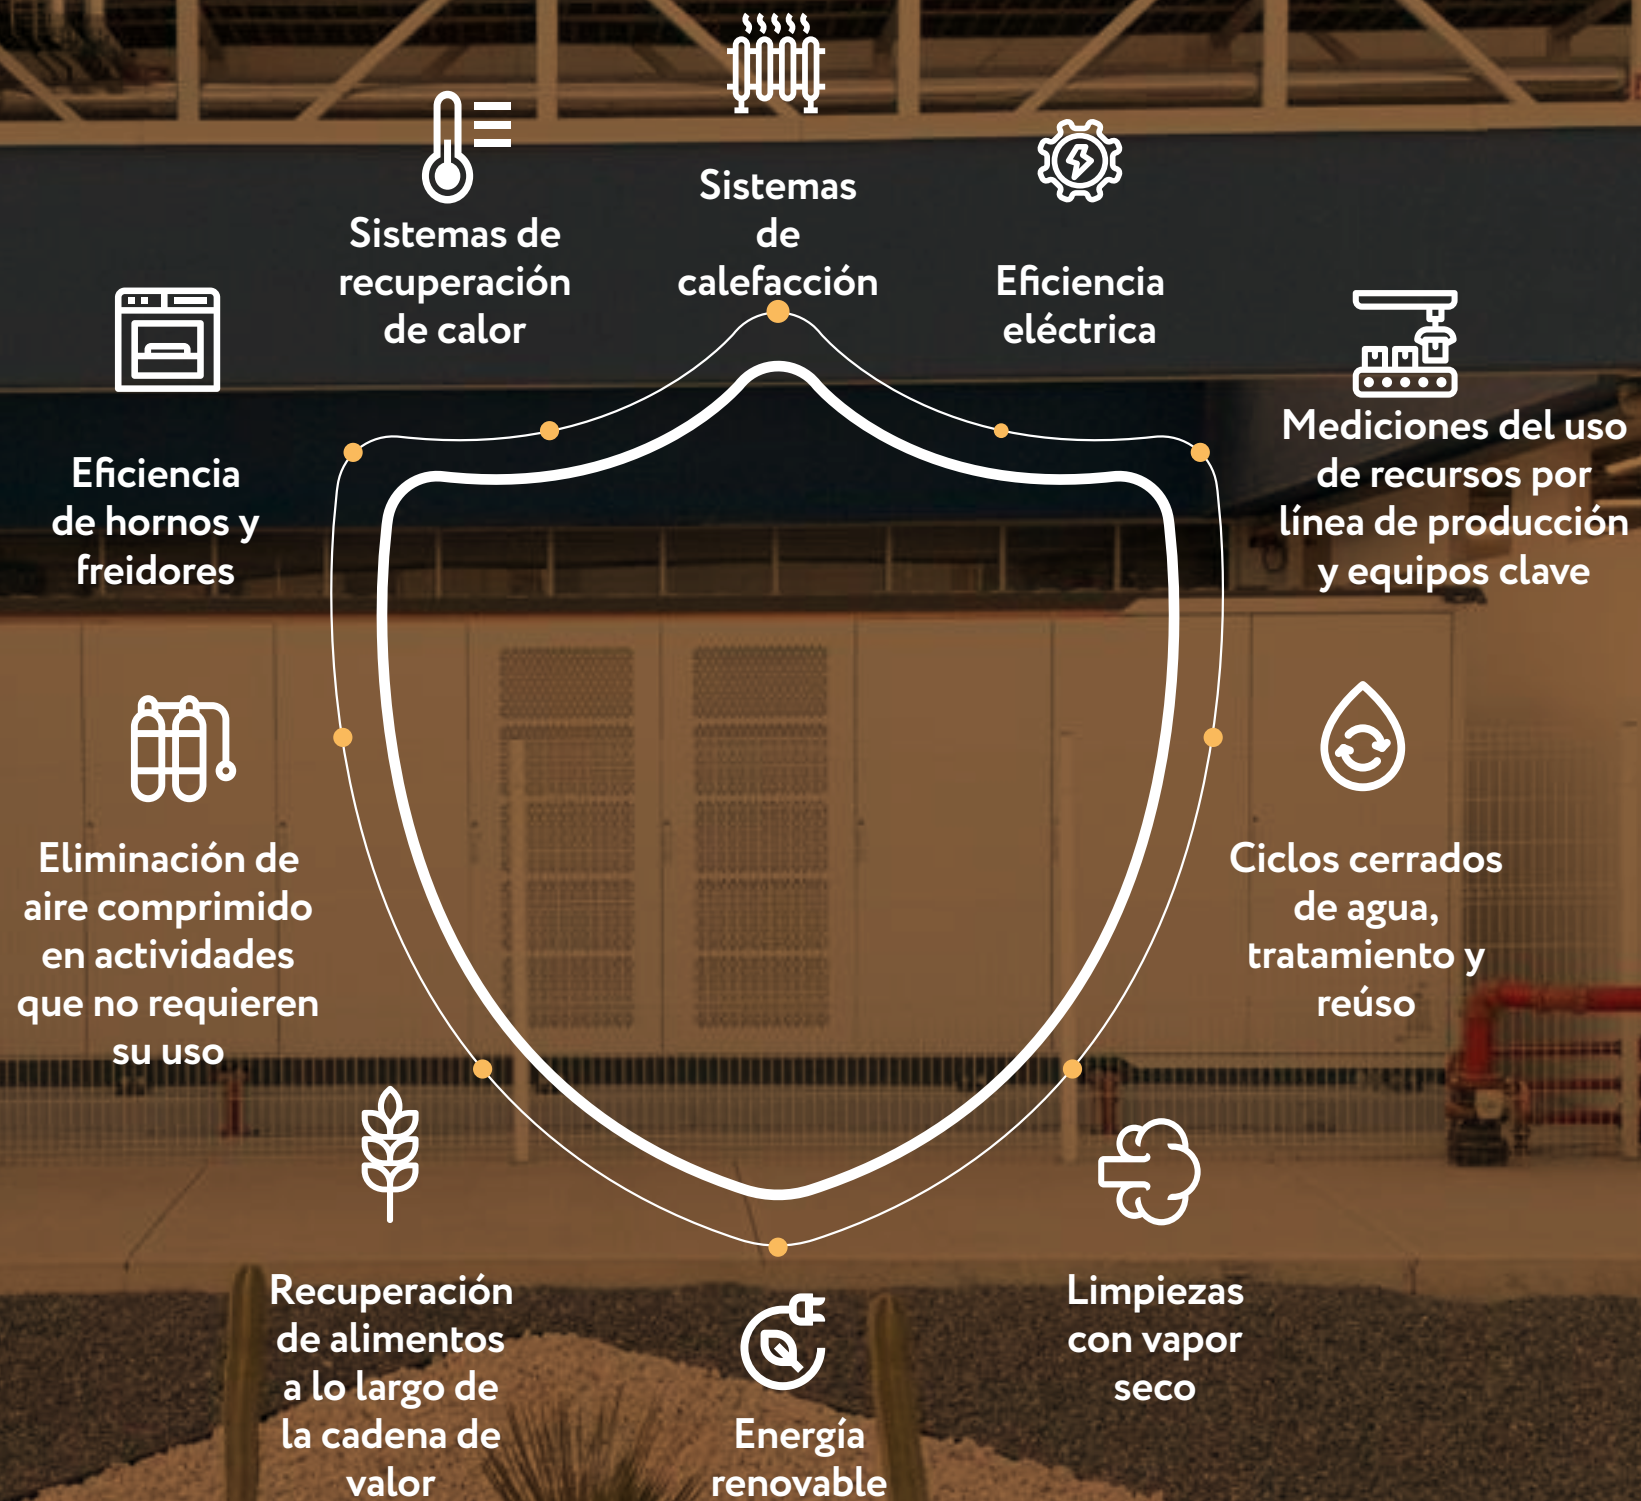 Sistemas
de
calefacción
Sistemas de
recuperación
de calor
Eficiencia
eléctrica
Eficiencia
de hornos y
freidores
Mediciones del uso
de recursos por
línea de producción
y equipos clave
Eliminación de
aire comprimido
en actividades
que no requieren
su uso
Ciclos cerrados
de agua,
tratamiento y
reúso
Recuperación
de alimentos
a lo largo de
la cadena de
valor
Energía
renovable
Limpiezas
con vapor
seco